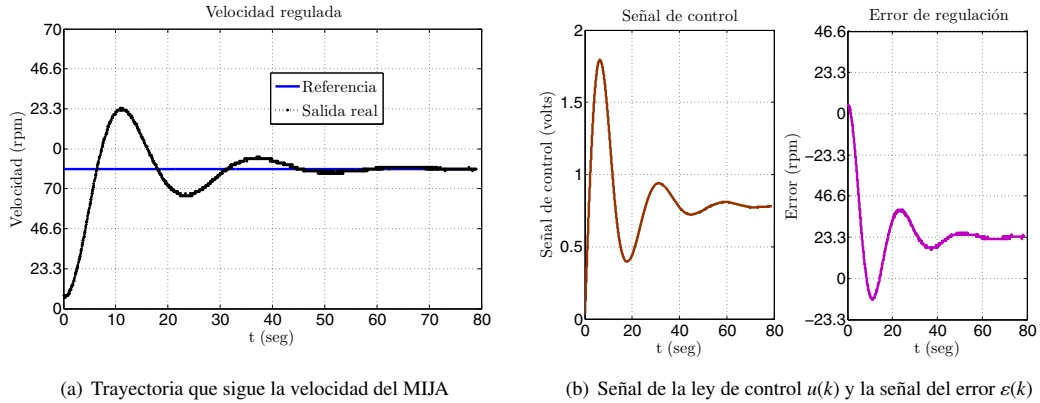 Velocidad regulada
70
46.6
23.3
0
70
46.6
23.3
0
Velocidad (rpm)
Referencia
Salida real
0 10 20 30 40 50 60 70 80
t (seg)
(a) Trayectoria que sigue la velocidad del MIJA
Señal de control
2
1.5
1
0.5
0
Señal de control (volts)
0 20 40 60 80
t (seg)
Error de regulación
46.6
23.3
0
−23.3
46.6
23.3
0
−23.3
Error (rpm)
0 20 40 60 80
t (seg)
(b) Señal de la ley de control u(k) y la señal del error ε(k)